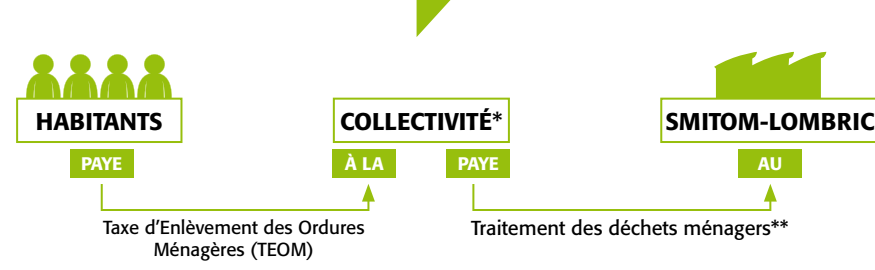 HABITANTS
COLLECTIVITÉ*
SMITOM-LOMBRIC
PAYE
À LA
PAYE
AU
Taxe d’Enlèvement des Ordures
Ménagères (TEOM)
Traitement des déchets ménagers**